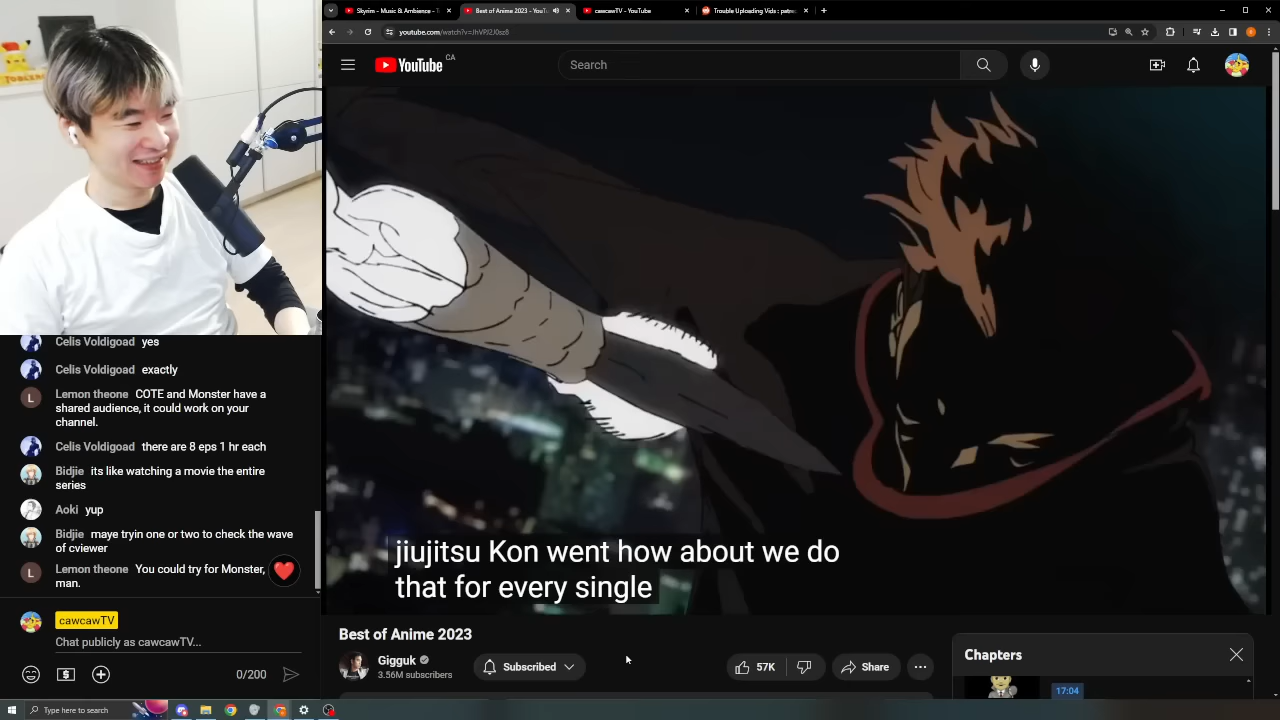 Skyrim - Music & Ambience - T
Best of Anime 2023 - YouTu
cawcawTV - YouTube
Trouble Uploading Vids : patre
youtube.com/watch?v=JhVPJ2J0sz8
YouTube CA
Search
jiujitsu Kon went how about we do
that for every single
Celis Voldigoad yes
Celis Voldigoad exactly
Lemon theone COTE and Monster have a
shared audience, it could work on your
channel.
Celis Voldigoad there are 8 eps 1 hr each
Bidjie its like watching a movie the entire
series
Aoki yup
Bidjie maye tryin one or two to check the wave
of cviewer
Lemon theone You could try for Monster,
man.
cawcawTV
Chat publicly as cawcawTV...
0/200
Best of Anime 2023
Gigguk
3.56M subscribers
Subscribed
57K
Share
Chapters
17:04
Type here to search